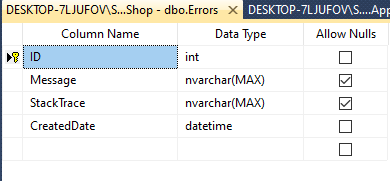 DESKTOP-7LJUFOV\S...Shop - dbo.Errors DESKTOP-7LJUFOV\S....App
Column Name Data Type Allow Nulls
ID int
Message nvarchar(MAX)
StackTrace nvarchar(MAX)
CreatedDate datetime